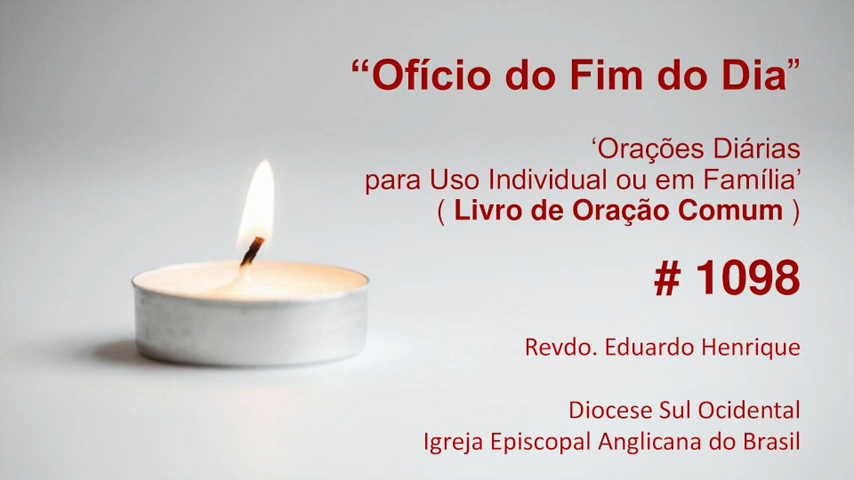 “Ofício do Fim do Dia”
‘Orações Diárias
para Uso Individual ou em Família’
( Livro de Oração Comum )
# 1098
Revdo. Eduardo Henrique
Diocese Sul Ocidental
Igreja Episcopal Anglicana do Brasil